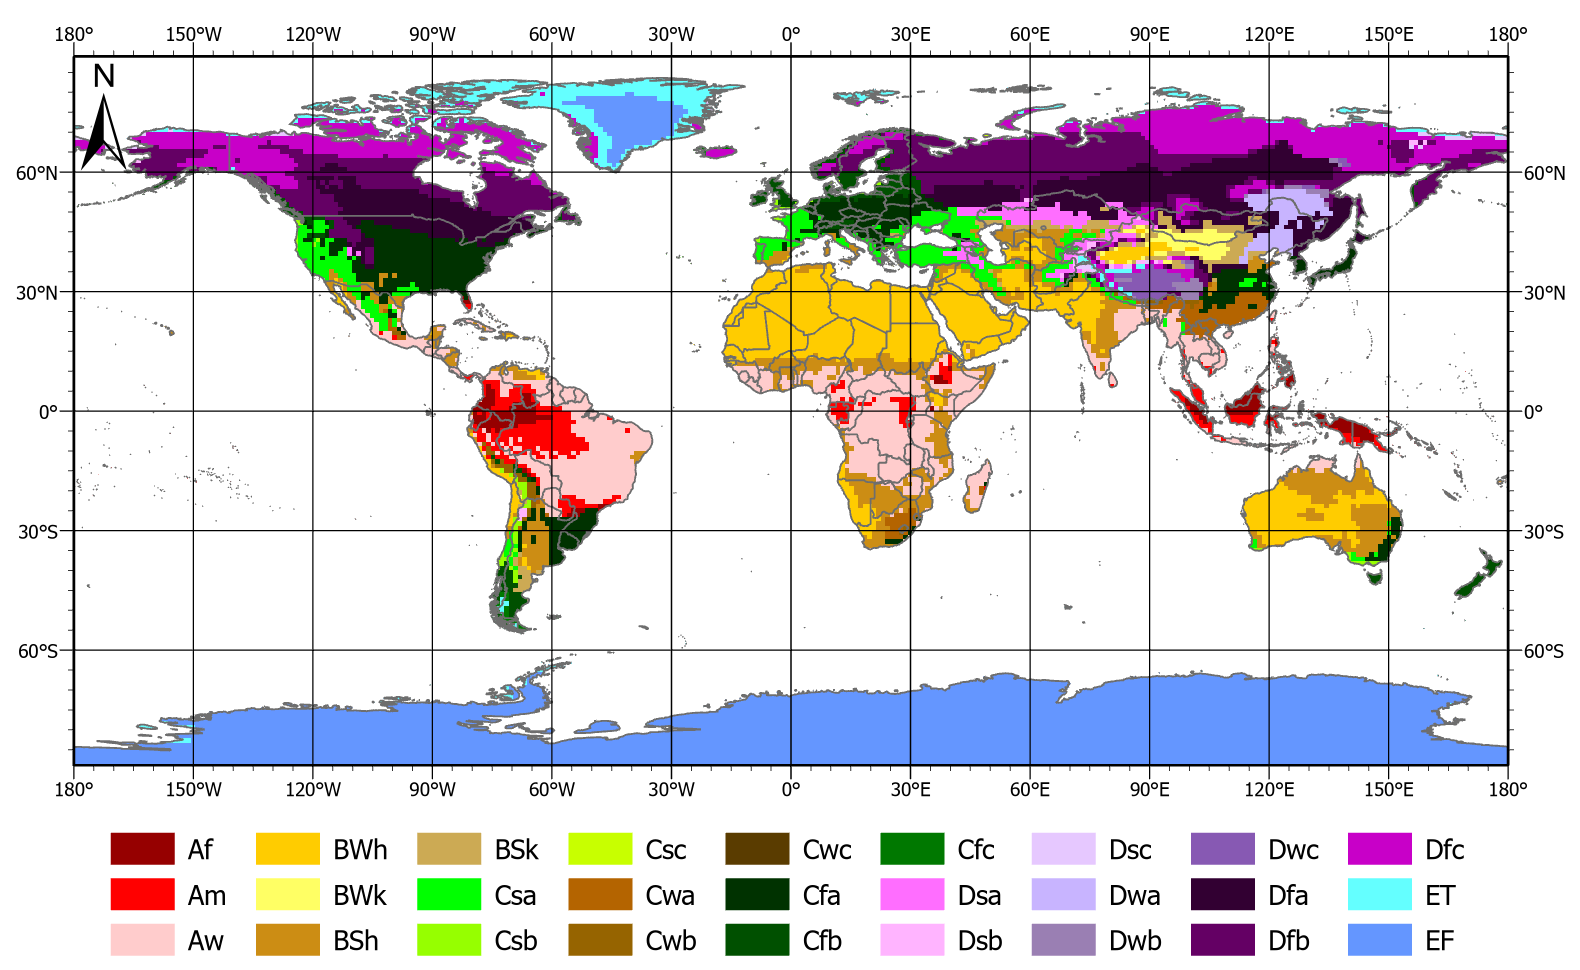 180° 150°W 120°W 90°W 60°W 30°W 0° 30°E 60°E 90°E 120°E 150°E 180°
N
60°N 60°N
30°N 30°N
0° 0°
30°S 30°S
60°S 60°S
180° 150°W 120°W 90°W 60°W 30°W 0° 30°E 60°E 90°E 120°E 150°E 180°
Af BWh BSk Csc Cwc Cfc Dsc Dwc Dfc
Am BWk Csa Cwa Cfa Dsa Dwa Dfa ET
Aw BSh Csb Cwb Cfb Dsb Dwb Dfb EF